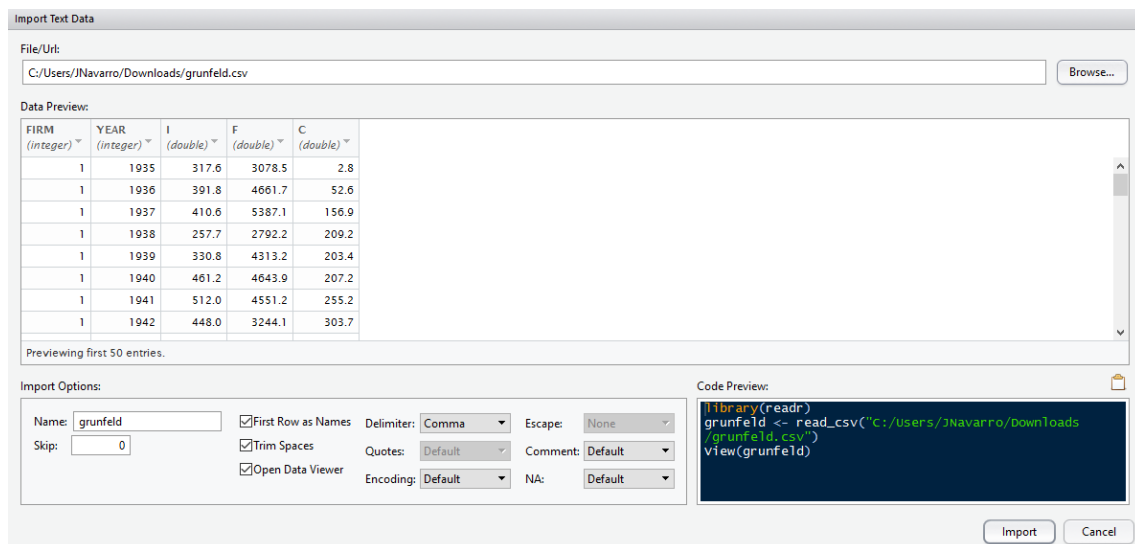 Import Text Data
File/Url:
C:/Users/JNavarro/Downloads/grunfeld.csv
Browse...
Data Preview:
FIRM YEAR I F C
(integer) (integer) (double) (double) (double)
1 1935 317.6 3078.5 2.8
1 1936 391.8 4661.7 52.6
1 1937 410.6 5387.1 156.9
1 1938 257.7 2792.2 209.2
1 1939 330.8 4313.2 203.4
1 1940 461.2 4643.9 207.2
1 1941 512.0 4551.2 255.2
1 1942 448.0 3244.1 303.7
Previewing first 50 entries.
Import Options:
Name: grunfeld
Skip: 0
First Row as Names
Trim Spaces
Open Data Viewer
Delimiter: Comma
Quotes: Default
Encoding: Default
Escape: None
Comment: Default
NA: Default
Code Preview:
library(readr)
grunfeld <- read_csv("C:/Users/JNavarro/Downloads
/grunfeld.csv")
View(grunfeld)
Import
Cancel